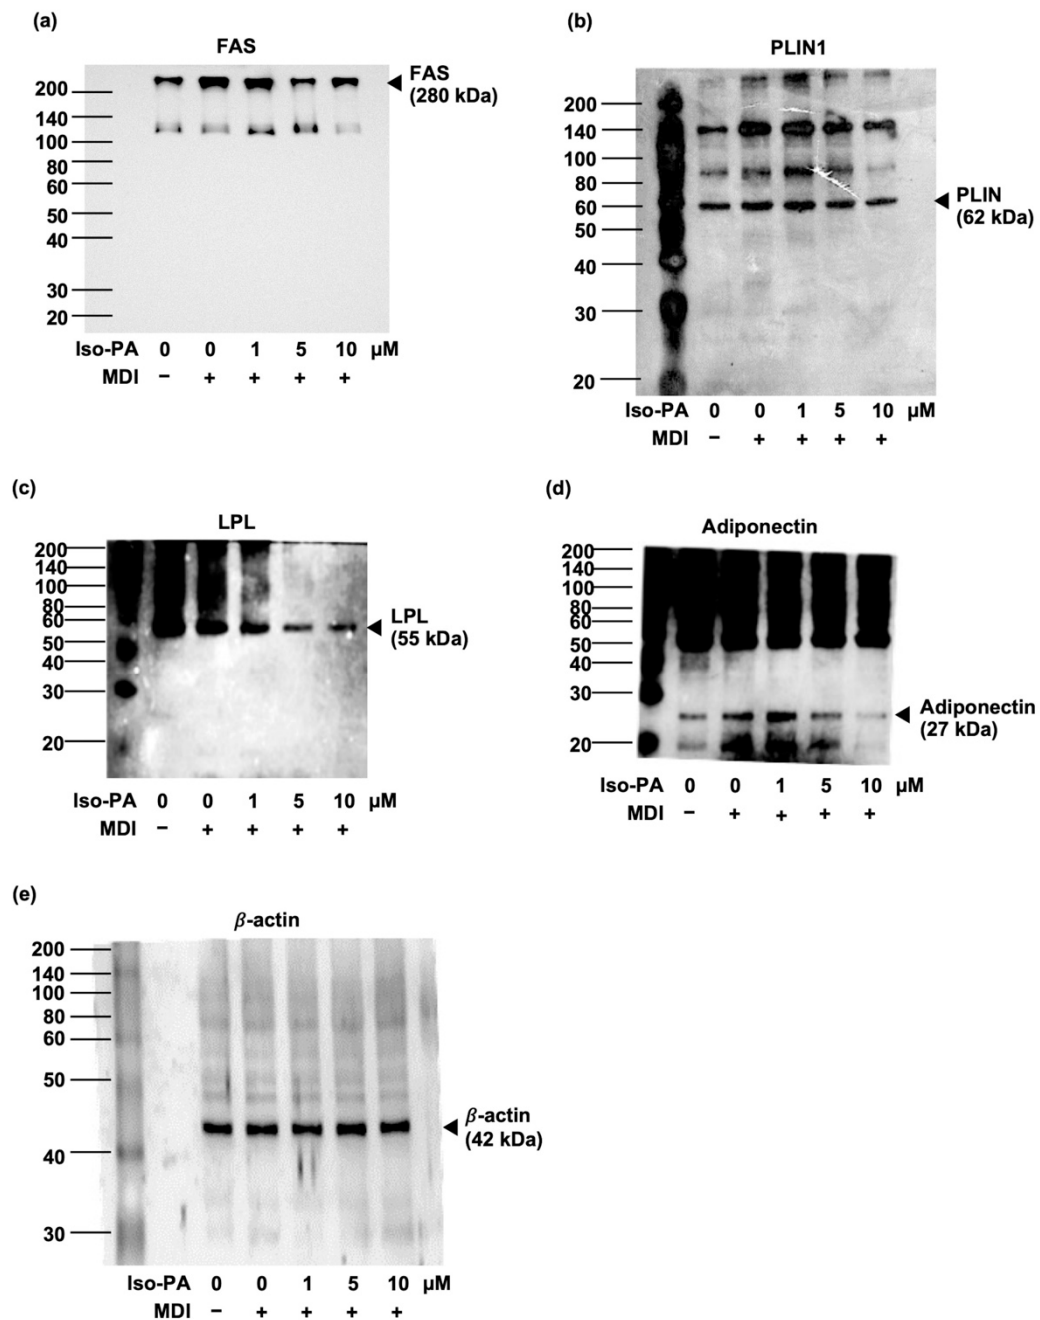 (a)
FAS
200
140
100
80
60
50
40
30
20
FAS
(280 kDa)
Iso-PA 0 0 1 5 10 μM
MDI − + + + +
(b)
PLIN1
200
140
100
80
60
50
40
30
20
PLIN
(62 kDa)
Iso-PA 0 0 1 5 10 μM
MDI − + + + +
(c)
LPL
200
140
100
80
60
50
40
30
20
LPL
(55 kDa)
Iso-PA 0 0 1 5 10 μM
MDI − + + + +
(d)
Adiponectin
200
140
100
80
60
50
40
30
20
Adiponectin
(27 kDa)
Iso-PA 0 0 1 5 10 μM
MDI − + + + +
(e)
β-actin
200
140
100
80
60
50
40
30
β-actin
(42 kDa)
Iso-PA 0 0 1 5 10 μM
MDI − + + + +